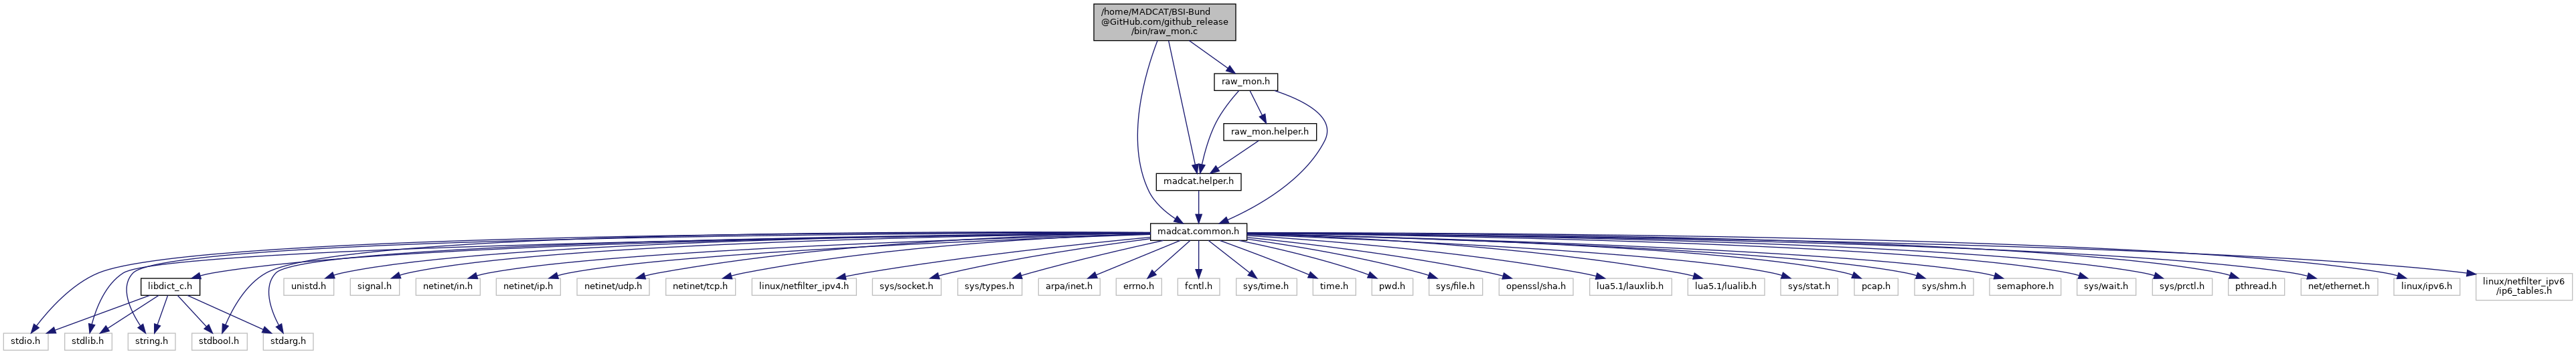 /home/MADCAT/BSI-Bund
@GitHub.com/github_release
/bin/raw_mon.c
raw_mon.h
raw_mon.helper.h
madcat.helper.h
madcat.common.h
libdict_c.h
unistd.h
signal.h
netinet/in.h
netinet/ip.h
netinet/udp.h
netinet/tcp.h
linux/netfilter_ipv4.h
sys/socket.h
sys/types.h
arpa/inet.h
errno.h
fcntl.h
sys/time.h
time.h
pwd.h
sys/file.h
openssl/sha.h
lua5.1/lauxlib.h
lua5.1/lualib.h
sys/stat.h
pcap.h
sys/shm.h
semaphore.h
sys/wait.h
sys/prctl.h
pthread.h
net/ethernet.h
linux/ipv6.h
linux/netfilter_ipv6
/ip6_tables.h
stdio.h
stdlib.h
string.h
stdbool.h
stdarg.h